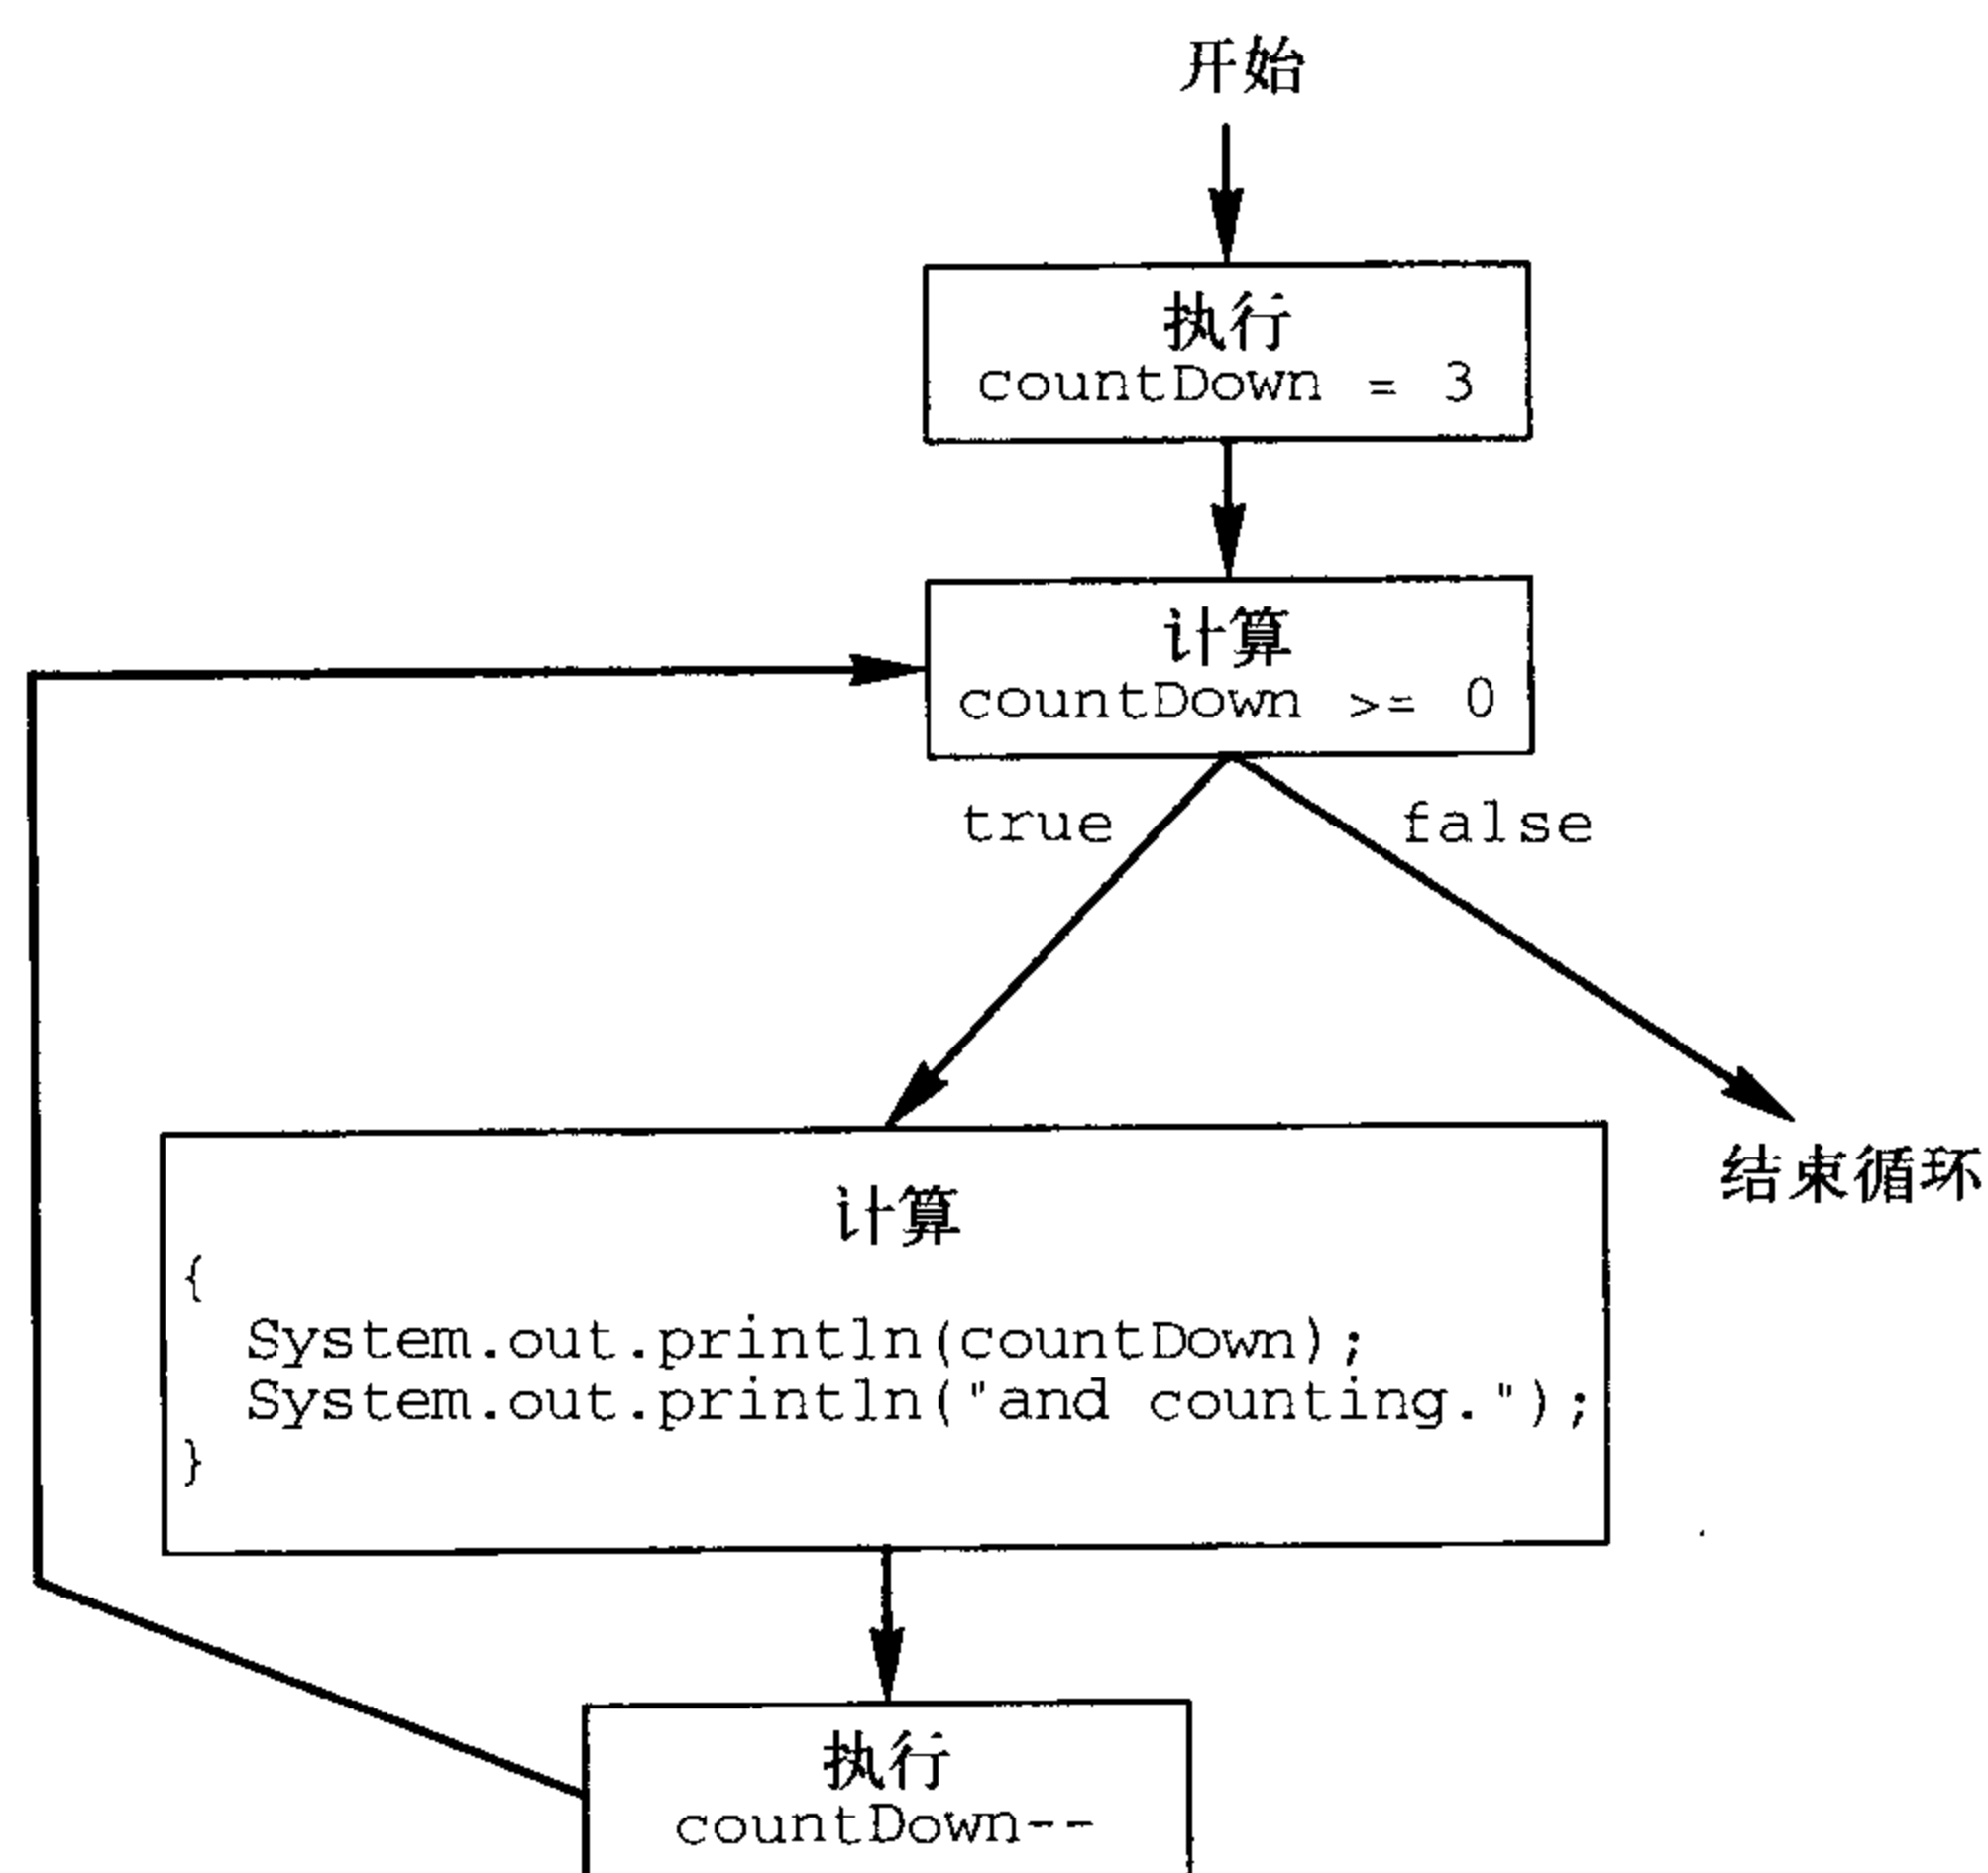 开始
执行
countDown = 3
计算
countDown >= 0
true
false
结束循环
计算
{
System.out.println(countDown);
System.out.println("and counting.");
}
执行
countDown--